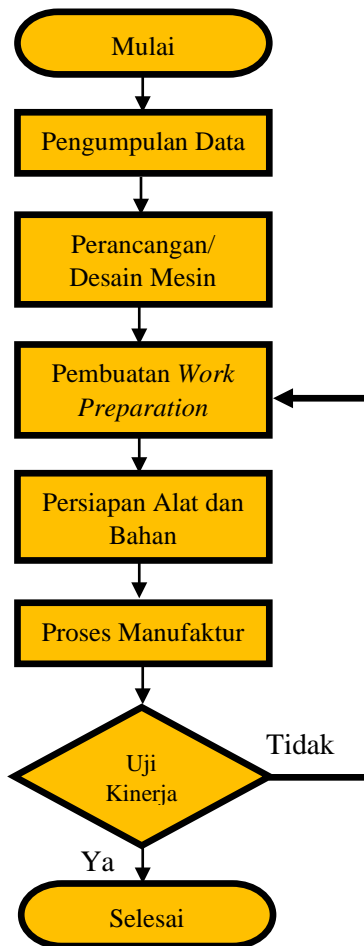 Mulai
Pengumpulan Data
Perancangan/
Desain Mesin
Pembuatan Work
Preparation
Persiapan Alat dan
Bahan
Proses Manufaktur
Uji
Kinerja
Tidak
Ya
Selesai